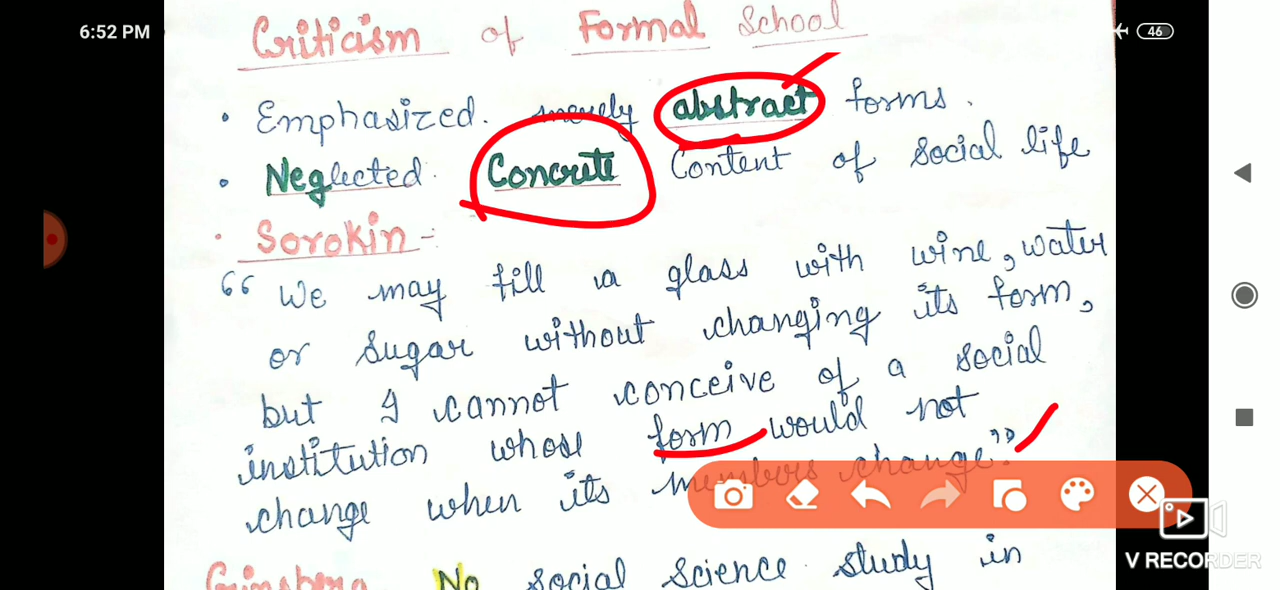 6:52 PM
46
Criticism of Formal School
• Emphasized merely abstract forms.
• Neglected Concrete Content of Social life
• Sorokin -
“We may fill a glass with wine, water
or sugar without changing its form,
but I cannot conceive of a social
institution whose form would not
change when its members change.”
Ginsberg No social science study in
V RECORDER